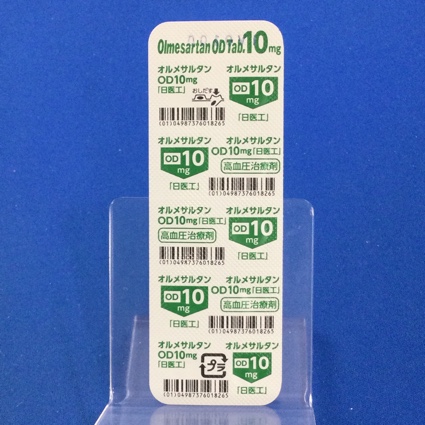 Olmesartan OD Tab. 10mg
オルメサルタン
OD10mg
「日医工」
おしだす
(01)04987376018265
オルメサルタン
OD 10 mg
「日医工」
オルメサルタン
OD 10 mg
「日医工」
オルメサルタン
OD10mg「日医工」
高血圧治療剤
(01)04987376018265
オルメサルタン
OD10mg「日医工」
高血圧治療剤
(01)04987376018265
オルメサルタン
OD 10 mg
「日医工」
オルメサルタン
OD 10 mg
「日医工」
オルメサルタン
OD10mg「日医工」
高血圧治療剤
(01)04987376018265
オルメサルタン
OD10mg
「日医工」
(01)04987376018265
プラ
オルメサルタン
OD 10 mg
「日医工」